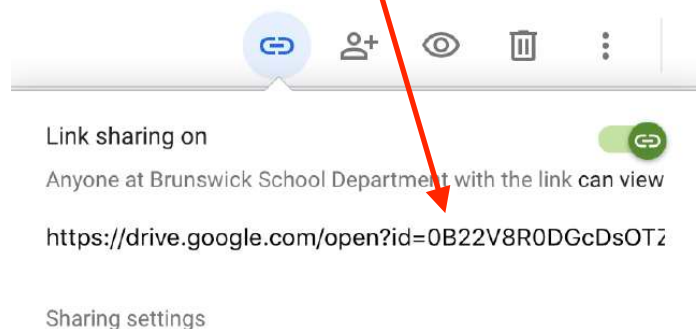 Link sharing on
Anyone at Brunswick School Department with the link can view
https://drive.google.com/open?id=0B22V8R0DGcDsOTZ
Sharing settings